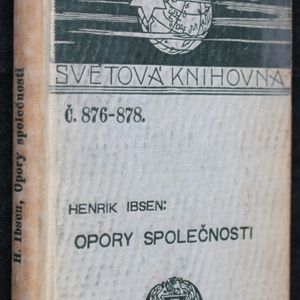 SVĚTOVÁ KNIHOVNA
Č. 876-878.
HENRIK IBSEN:
OPORY SPOLEČNOSTI
H. Ibsen, Opory společnosti